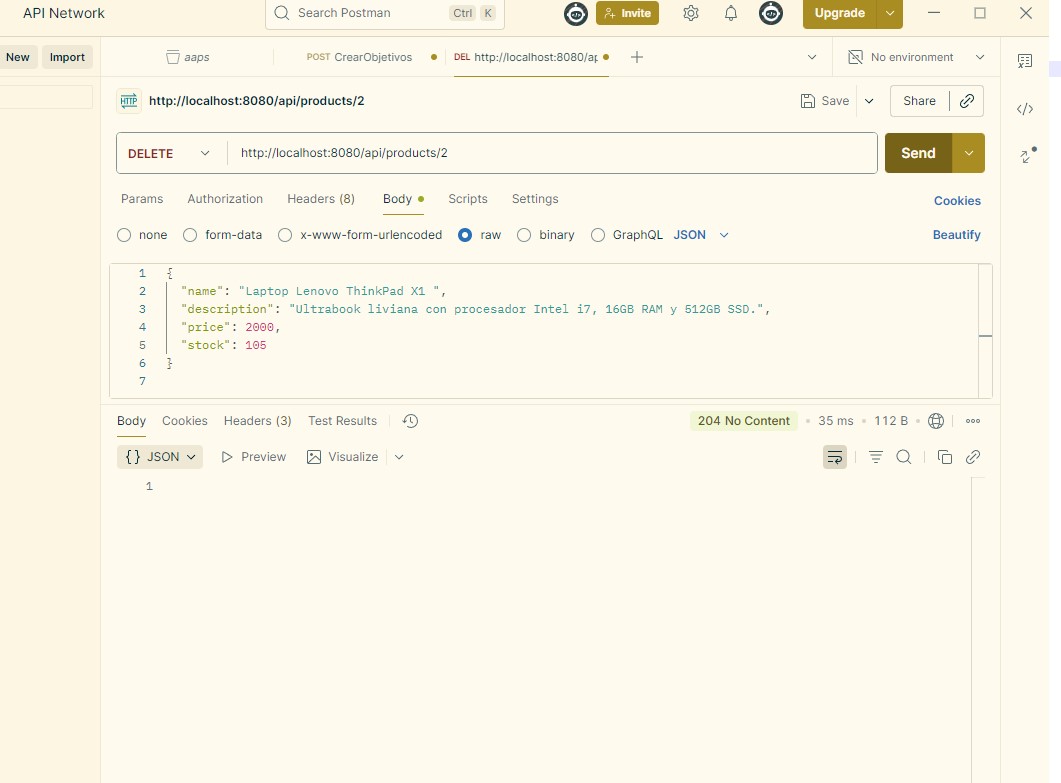 API Network
Search Postman
Ctrl K
Invite
Upgrade
New Import
aaps
POST CrearObjetivos
DEL http://localhost:8080/ap
No environment
HTTP http://localhost:8080/api/products/2
Save
Share
DELETE http://localhost:8080/api/products/2
Send
Params Authorization Headers (8) Body Scripts Settings
Cookies
none form-data x-www-form-urlencoded raw binary GraphQL JSON
Beautify
1 {
2 "name": "Laptop Lenovo ThinkPad X1 ",
3 "description": "Ultrabook liviana con procesador Intel i7, 16GB RAM y 512GB SSD.",
4 "price": 2000,
5 "stock": 105
6 }
7
Body Cookies Headers (3) Test Results
204 No Content • 35 ms • 112 B
{ } JSON Preview Visualize
1